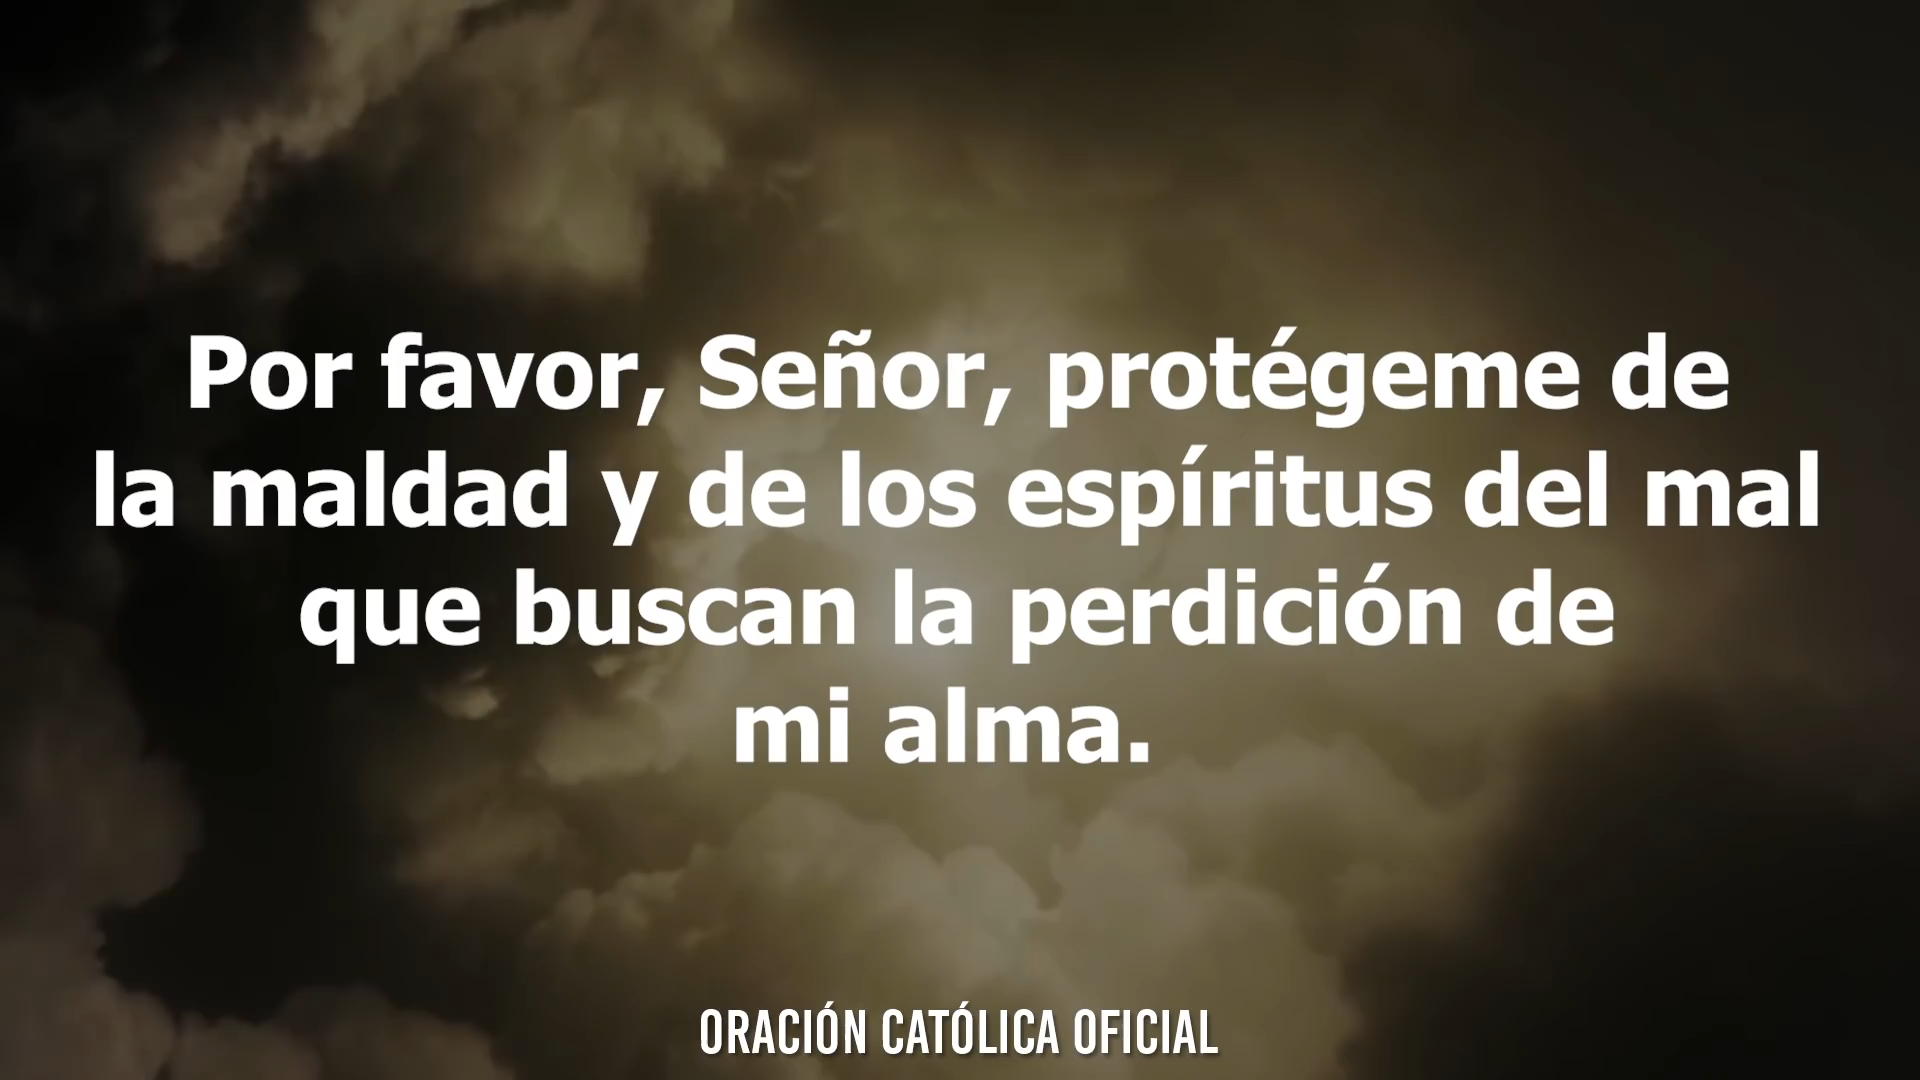 Por favor, Señor, protégeme de
la maldad y de los espíritus del mal
que buscan la perdición de
mi alma.
ORACIÓN CATÓLICA OFICIAL